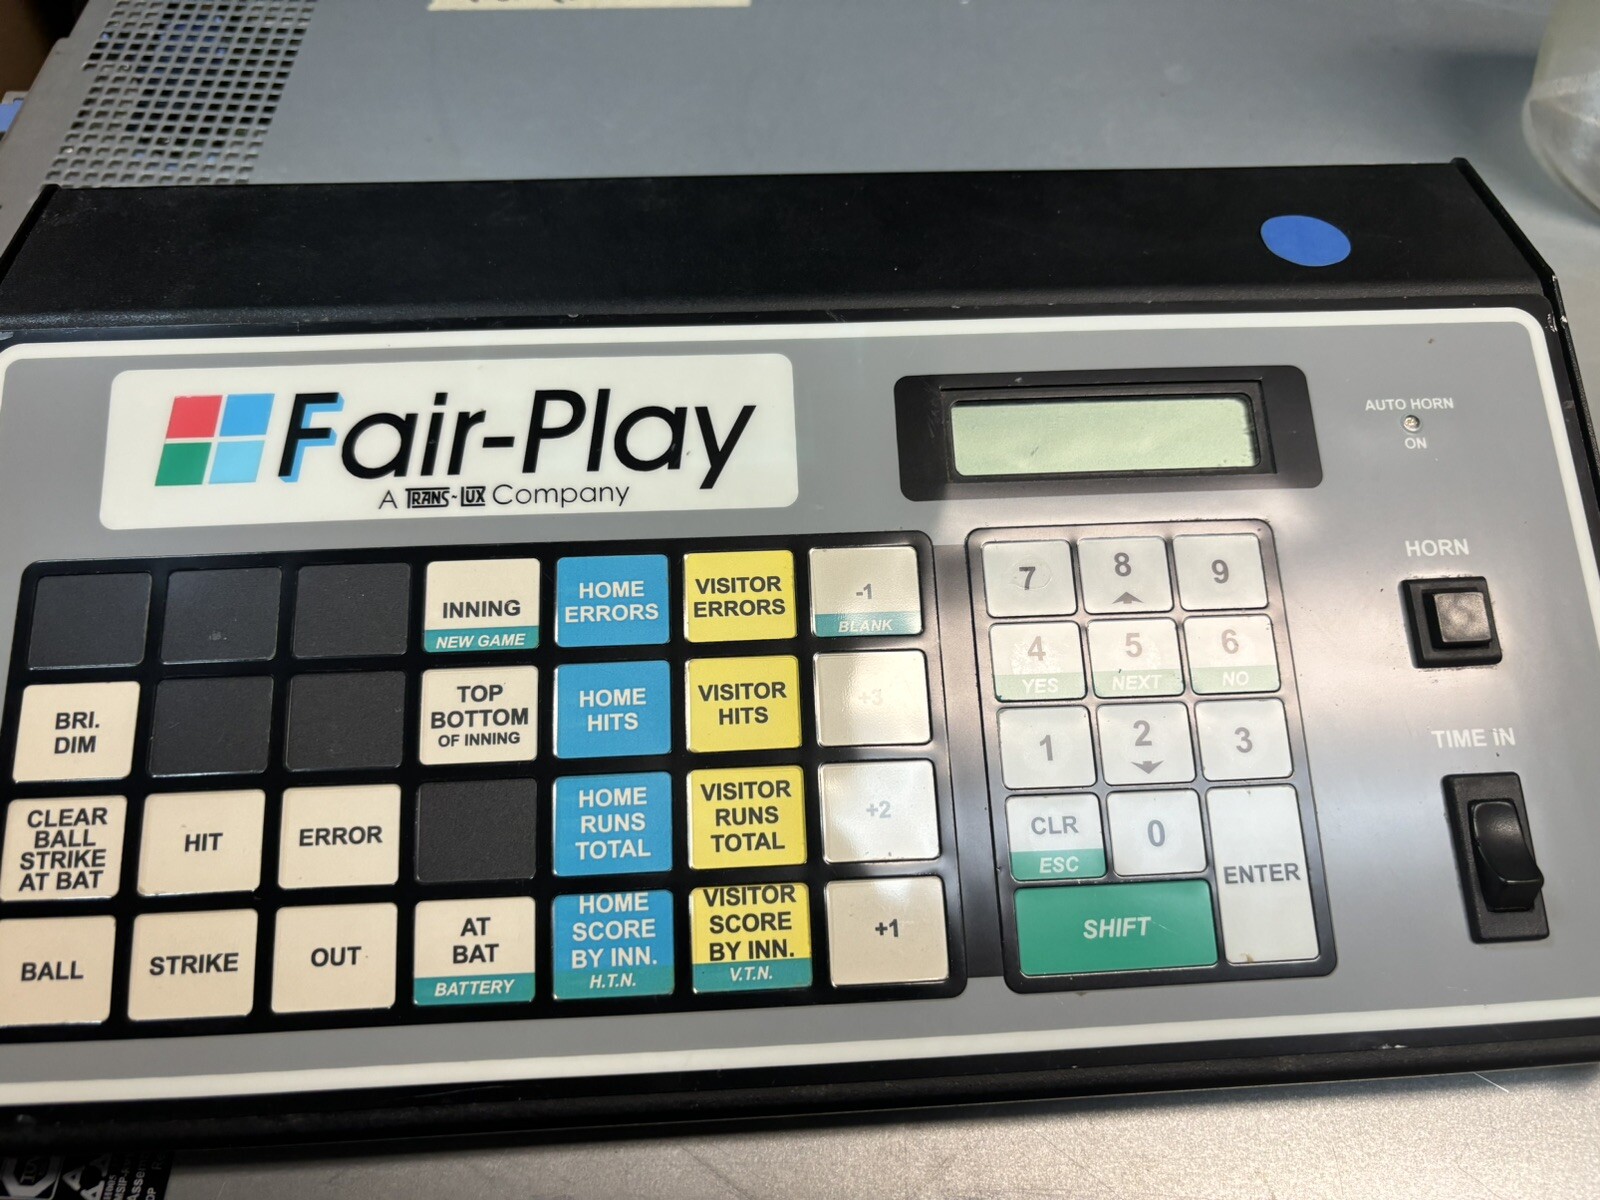 Fair-Play
A TRANS-LUX Company
AUTO HORN
ON
HORN
TIME iN
INNING
NEW GAME
HOME
ERRORS
VISITOR
ERRORS
-1
BLANK
BRI.
DIM
TOP
BOTTOM
OF INNING
HOME
HITS
VISITOR
HITS
+3
CLEAR
BALL
STRIKE
AT BAT
HIT
ERROR
HOME
RUNS
TOTAL
VISITOR
RUNS
TOTAL
+2
BALL
STRIKE
OUT
AT
BAT
BATTERY
HOME
SCORE
BY INN.
H.T.N.
VISITOR
SCORE
BY INN.
V.T.N.
+1
7
8
9
4
YES
5
NEXT
6
NO
1
2
3
CLR
ESC
0
ENTER
SHIFT